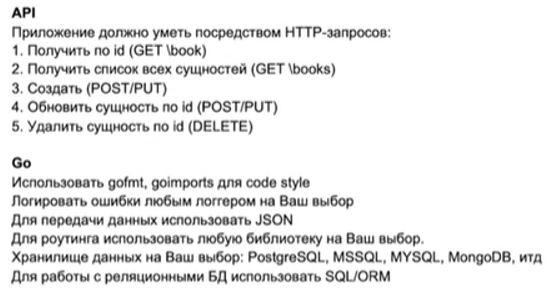 API
Приложение должно уметь посредством HTTP-запросов:
1. Получить по id (GET \book)
2. Получить список всех сущностей (GET \books)
3. Создать (POST/PUT)
4. Обновить сущность по id (POST/PUT)
5. Удалить сущность по id (DELETE)
Go
Использовать gofmt, goimports для code style
Логировать ошибки любым логгером на Ваш выбор
Для передачи данных использовать JSON
Для роутинга использовать любую библиотеку на Ваш выбор.
Хранилище данных на Ваш выбор: PostgreSQL, MSSQL, MYSQL, MongoDB, итд
Для работы с реляционными БД использовать SQL/ORM